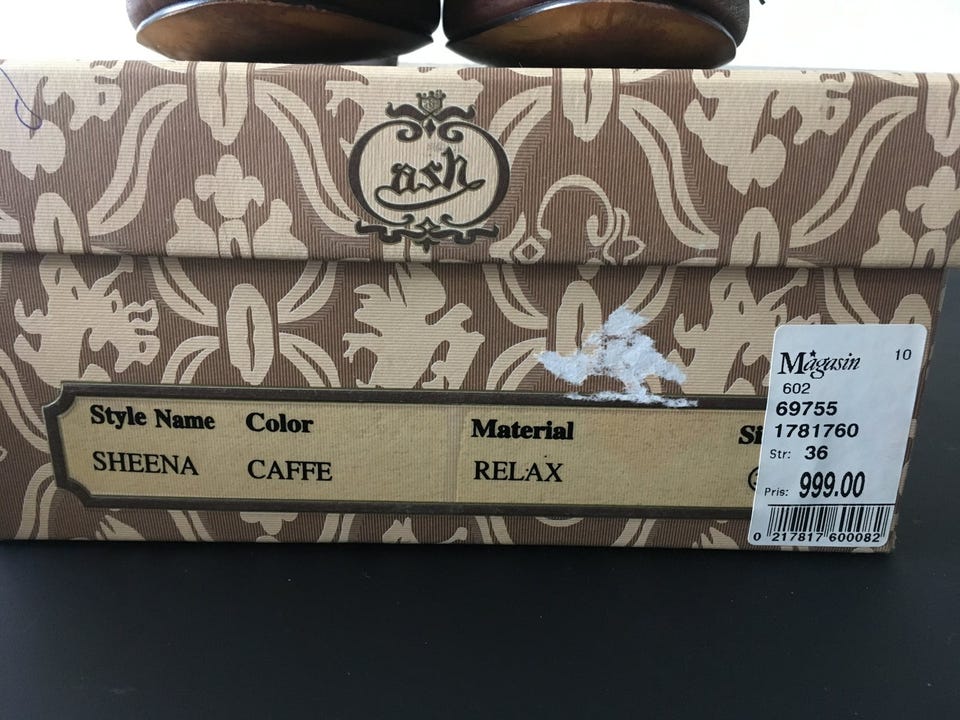 ash
Style Name Color Material Si
SHEENA CAFFE RELAX
Magasin 10
602
69755
1781760
Str: 36
Pris: 999.00
0 217817 600082